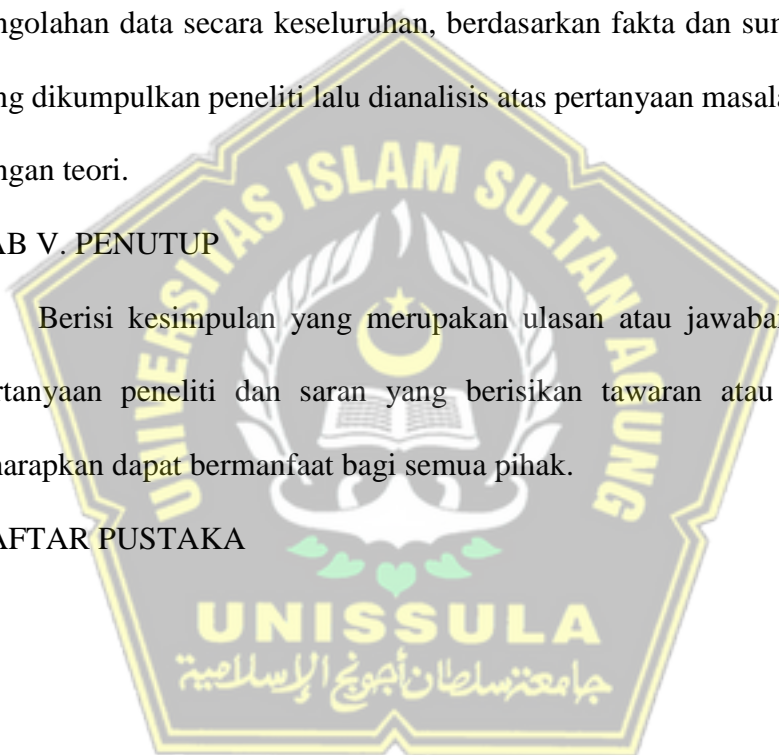 ngolahan data secara keseluruhan, berdasarkan fakta dan sum
ng dikumpulkan peneliti lalu dianalisis atas pertanyaan masala
ngan teori.
AB V. PENUTUP
Berisi kesimpulan yang merupakan ulasan atau jawaban
rtanyaan peneliti dan saran yang berisikan tawaran atau
harapkan dapat bermanfaat bagi semua pihak.
AFTAR PUSTAKA
UNIVERSITAS ISLAM SULTAN AGUNG
UNISSULA
جامعة سلطان أجونج الإسلامية